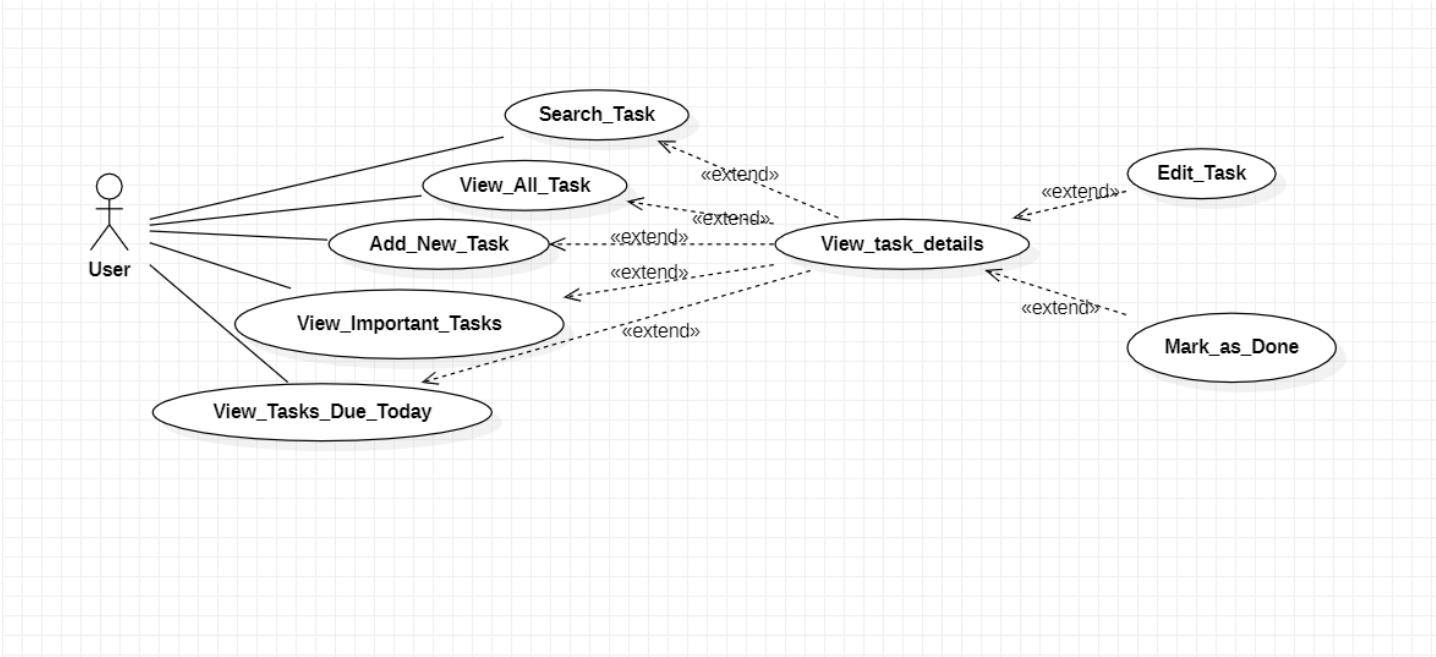 Search_Task
«extend»
Edit_Task
View_All_Task
«extend»
«extend»
Add_New_Task
«extend»
View_task_details
User
«extend»
View_Important_Tasks
«extend»
«extend»
Mark_as_Done
View_Tasks_Due_Today